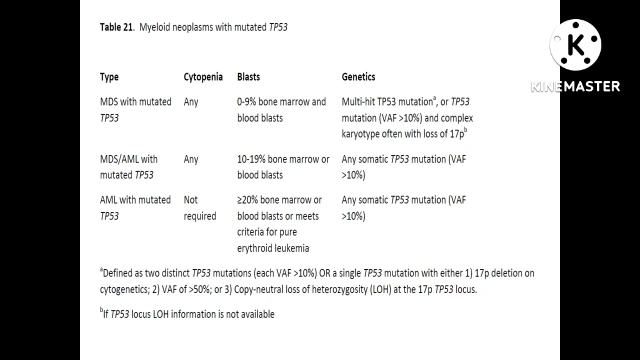 Table 21. Myeloid neoplasms with mutated TP53
K
KINEMASTER
Type Cytopenia Blasts Genetics
MDS with mutated Any 0-9% bone marrow and Multi-hit TP53 mutationᵃ, or TP53
TP53 blood blasts mutation (VAF >10%) and complex
karyotype often with loss of 17pᵇ
MDS/AML with Any 10-19% bone marrow or Any somatic TP53 mutation (VAF
mutated TP53 blood blasts >10%)
AML with mutated Not ≥20% bone marrow or Any somatic TP53 mutation (VAF
TP53 required blood blasts or meets >10%)
criteria for pure
erythroid leukemia
ᵃDefined as two distinct TP53 mutations (each VAF >10%) OR a single TP53 mutation with either 1) 17p deletion on
cytogenetics; 2) VAF of >50%; or 3) Copy-neutral loss of heterozygosity (LOH) at the 17p TP53 locus.
ᵇIf TP53 locus LOH information is not available